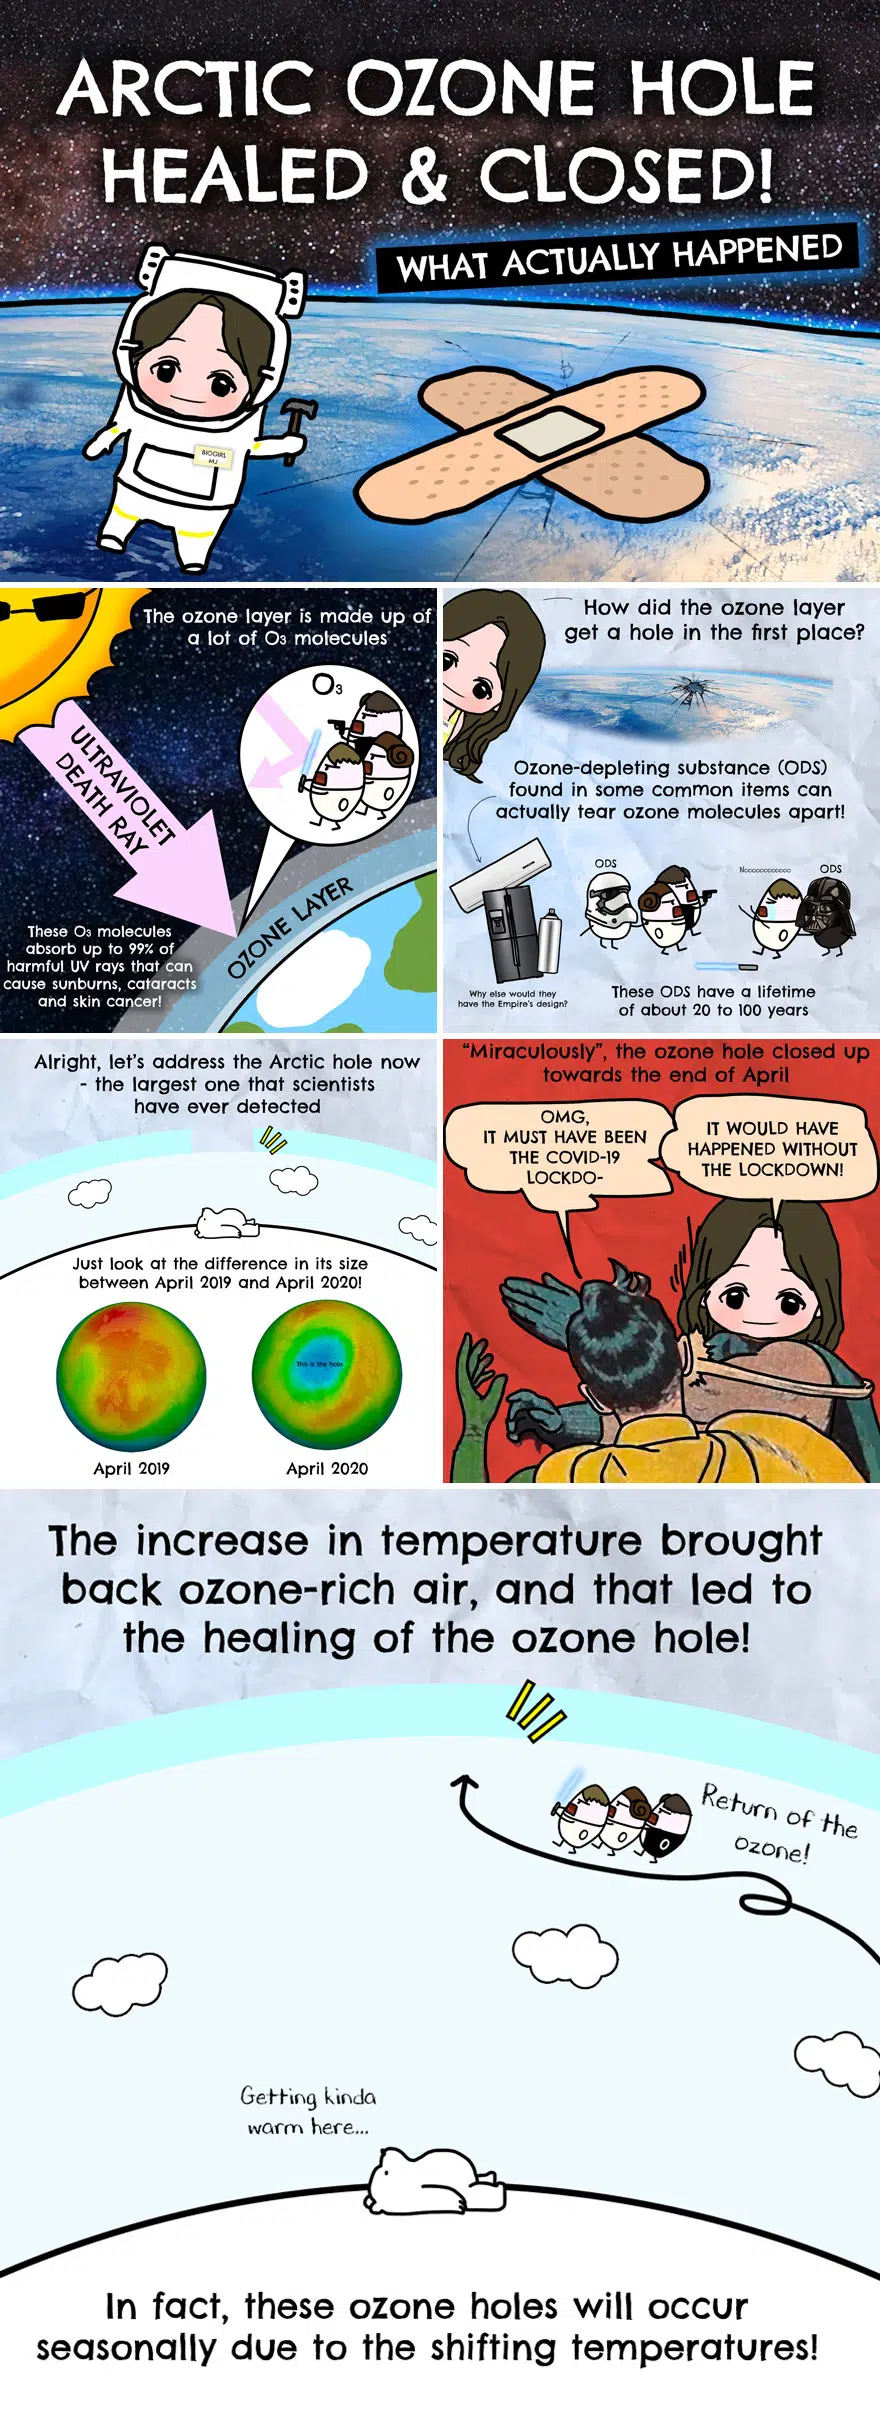 ARCTIC OZONE HOLE
HEALED & CLOSED!
WHAT ACTUALLY HAPPENED
BIOGIRL
MJ
The ozone layer is made up of
a lot of O₃ molecules
O₃
ULTRAVIOLET
DEATH RAY
OZONE LAYER
These O₃ molecules
absorb up to 99% of
harmful UV rays that can
cause sunburns, cataracts
and skin cancer!
How did the ozone layer
get a hole in the first place?
Ozone-depleting substance (ODS)
found in some common items can
actually tear ozone molecules apart!
ODS
Noooooooooooo
ODS
Why else would they
have the Empire's design?
These ODS have a lifetime
of about 20 to 100 years
Alright, let's address the Arctic hole now
- the largest one that scientists
have ever detected
Just look at the difference in its size
between April 2019 and April 2020!
This is the hole
April 2019
April 2020
"Miraculously", the ozone hole closed up
towards the end of April
OMG,
IT MUST HAVE BEEN
THE COVID-19
LOCKDO-
IT WOULD HAVE
HAPPENED WITHOUT
THE LOCKDOWN!
The increase in temperature brought
back ozone-rich air, and that led to
the healing of the ozone hole!
Return of the
ozone!
Getting kinda
warm here...
In fact, these ozone holes will occur
seasonally due to the shifting temperatures!